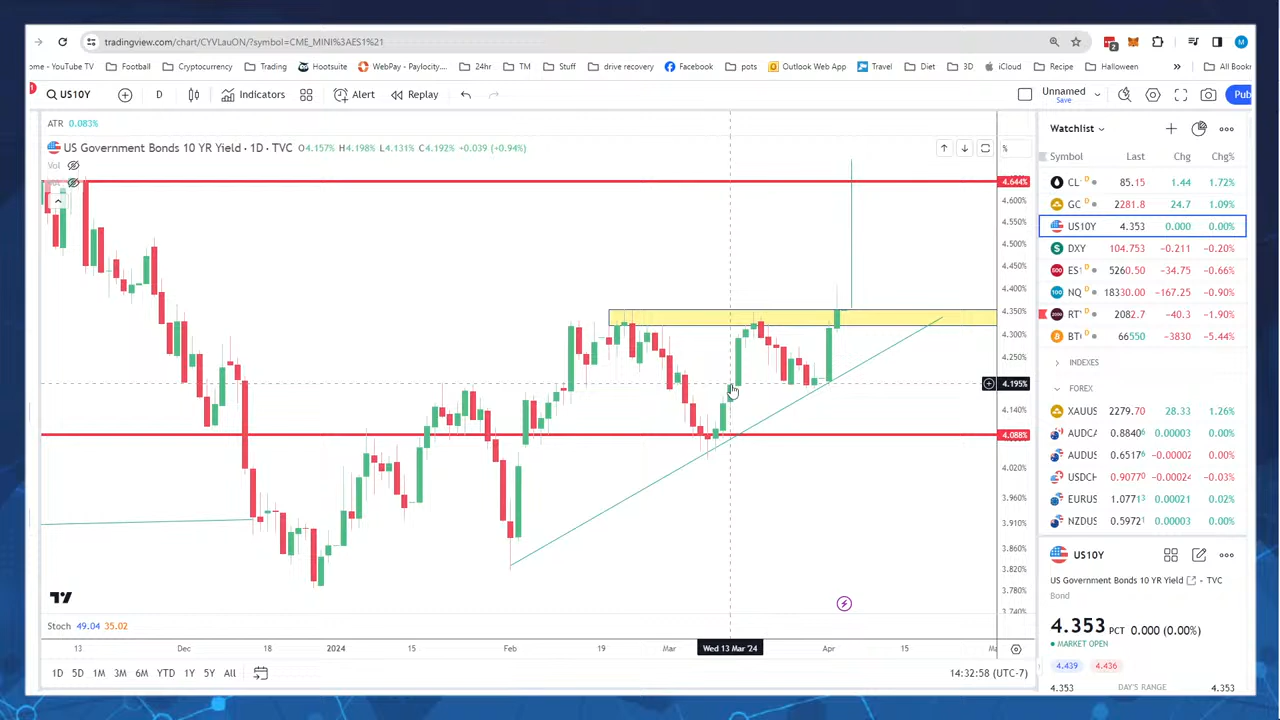 tradingview.com/chart/CYVLauON/?symbol=CME_MINI%3AES1%21
2
M
ome - YouTube TV Football Cryptocurrency Trading Hootsuite WebPay - Paylocity... 24hr TM Stuff drive recovery Facebook pots Outlook Web App Travel Diet 3D iCloud Recipe Halloween » All Book
US10Y D Indicators Alert Replay Unnamed Save Pub
ATR 0.083%
US Government Bonds 10 YR Yield · 1D · TVC O4.157% H4.198% L4.131% C4.192% +0.039 (+0.94%)
Vol
%
4.644%
4.600%
4.550%
4.500%
4.450%
4.400%
4.350%
4.300%
4.250%
4.195%
4.140%
4.088%
4.020%
3.960%
3.910%
3.860%
3.820%
3.780%
3.740%
Stoch 49.04 35.02
13 Dec 18 2024 15 Feb 19 Mar Wed 13 Mar '24 Apr 15
1D 5D 1M 3M 6M YTD 1Y 5Y All
14:32:58 (UTC-7)
Watchlist
Symbol Last Chg Chg%
CL D 85.15 1.44 1.72%
GC D 2281.8 24.7 1.09%
US10Y 4.353 0.000 0.00%
DXY 104.753 −0.211 −0.20%
ES1 D 5260.50 −34.75 −0.66%
NQ D 18330.00 −167.25 −0.90%
RTY D 2082.7 −40.3 −1.90%
BT D 66550 −3830 −5.44%
INDEXES
FOREX
XAUUS 2279.70 28.33 1.26%
AUDCA 0.88406 0.00003 0.00%
AUDUS 0.65176 −0.00002 0.00%
USDCH 0.90770 −0.00024 −0.03%
EURUS 1.07713 0.00021 0.02%
NZDUS 0.59721 0.00003 0.00%
US10Y
US Government Bonds 10 YR Yield TVC
Bond
4.353 PCT 0.000 (0.00%)
MARKET OPEN
4.439 4.436
4.353 DAY'S RANGE 4.353